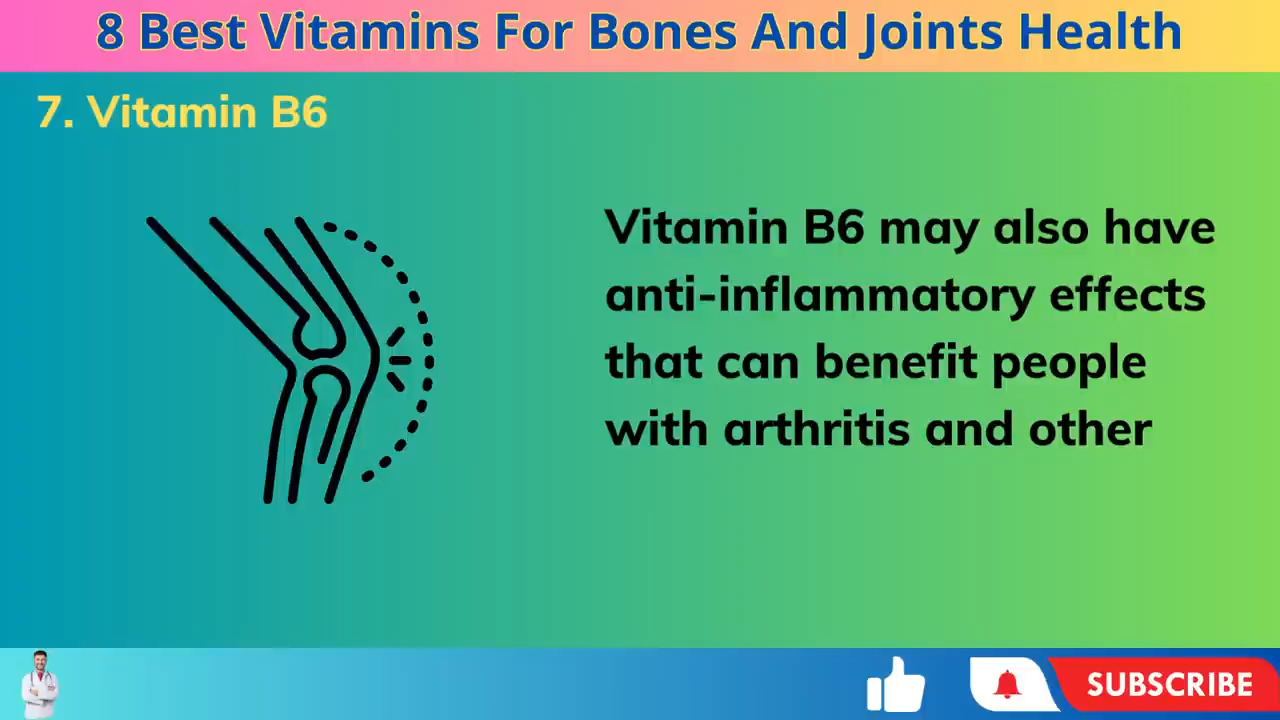 8 Best Vitamins For Bones And Joints Health
7. Vitamin B6
Vitamin B6 may also have
anti-inflammatory effects
that can benefit people
with arthritis and other
SUBSCRIBE